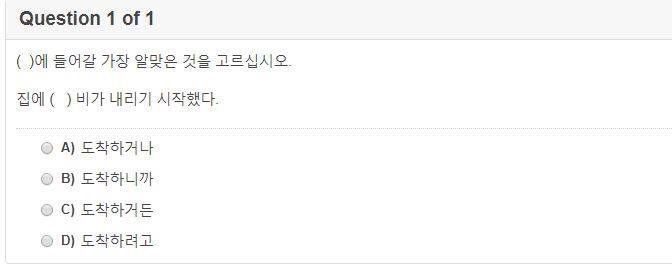 Question 1 of 1
( )에 들어갈 가장 알맞은 것을 고르십시오.
집에 ( ) 비가 내리기 시작했다.
A) 도착하거나
B) 도착하니까
C) 도착하거든
D) 도착하려고